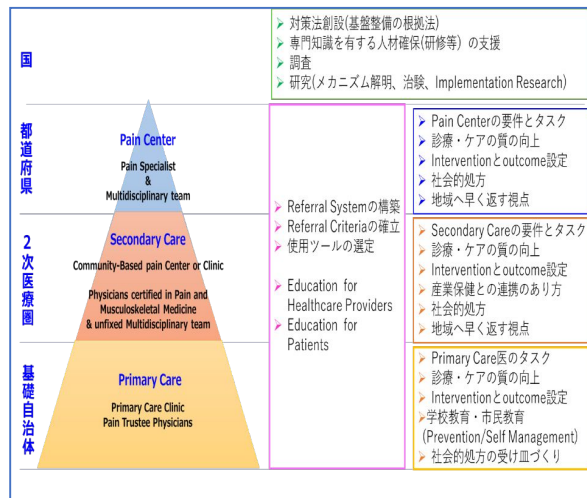 国
➢ 対策法創設(基盤整備の根拠法)
➢ 専門知識を有する人材確保(研修等) の支援
➢ 調査
➢ 研究(メカニズム解明、治験、Implementation Research)
都道府県
Pain Center
Pain Specialist
&
Multidisciplinary team
2次医療圏
Secondary Care
Community-Based pain Center or Clinic
Physicians certified in Pain and
Musculoskeletal Medicine
& unfixed Multidisciplinary team
基礎自治体
Primary Care
Primary Care Clinic
Pain Trustee Physicians
➢ Referral Systemの構築
➢ Referral Criteriaの確立
➢ 使用ツールの選定
➢ Education for
Healthcare Providers
➢ Education for
Patients
➢ Pain Centerの要件とタスク
➢ 診療・ケアの質の向上
➢ Interventionとoutcome設定
➢ 社会的処方
➢ 地域へ早く返す視点
➢ Secondary Careの要件とタスク
➢ 診療・ケアの質の向上
➢ Interventionとoutcome設定
➢ 産業保健との連携のあり方
➢ 社会的処方
➢ 地域へ早く返す視点
➢ Primary Care医のタスク
➢ 診療・ケアの質の向上
➢ Interventionとoutcome設定
➢学校教育・市民教育
(Prevention/Self Management)
➢ 社会的処方の受け皿づくり